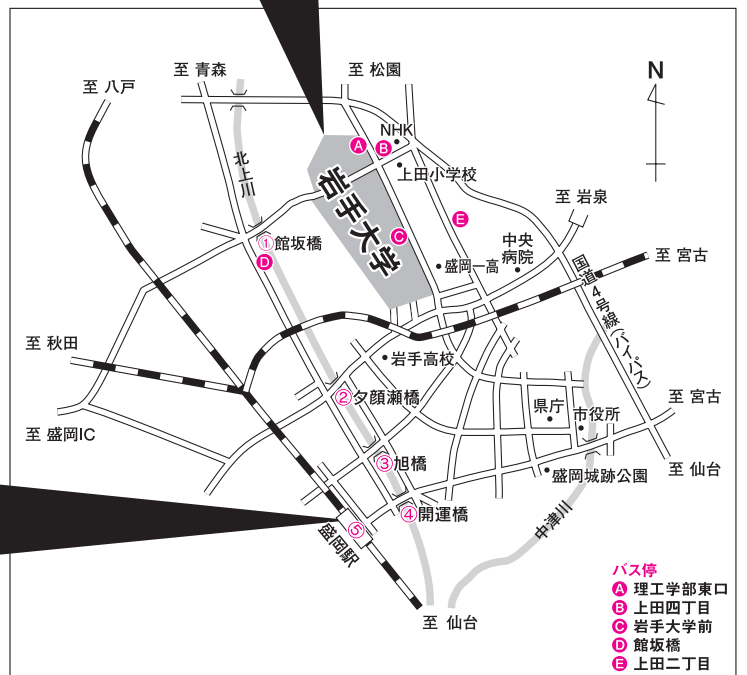 至 青森
至 松園
至 八戸
N
NHK
A
B
上田小学校
北上川
岩手大学
至 岩泉
E
C
中央
病院
①館坂橋
D
盛岡一高
至 宮古
国道4号線(バイパス)
至 秋田
岩手高校
②夕顔瀬橋
県庁
市役所
至 宮古
至 盛岡IC
③旭橋
至 仙台
盛岡城跡公園
④開運橋
⑤
盛岡駅
中津川
至 仙台
バス停
A 理工学部東口
B 上田四丁目
C 岩手大学前
D 館坂橋
E 上田二丁目